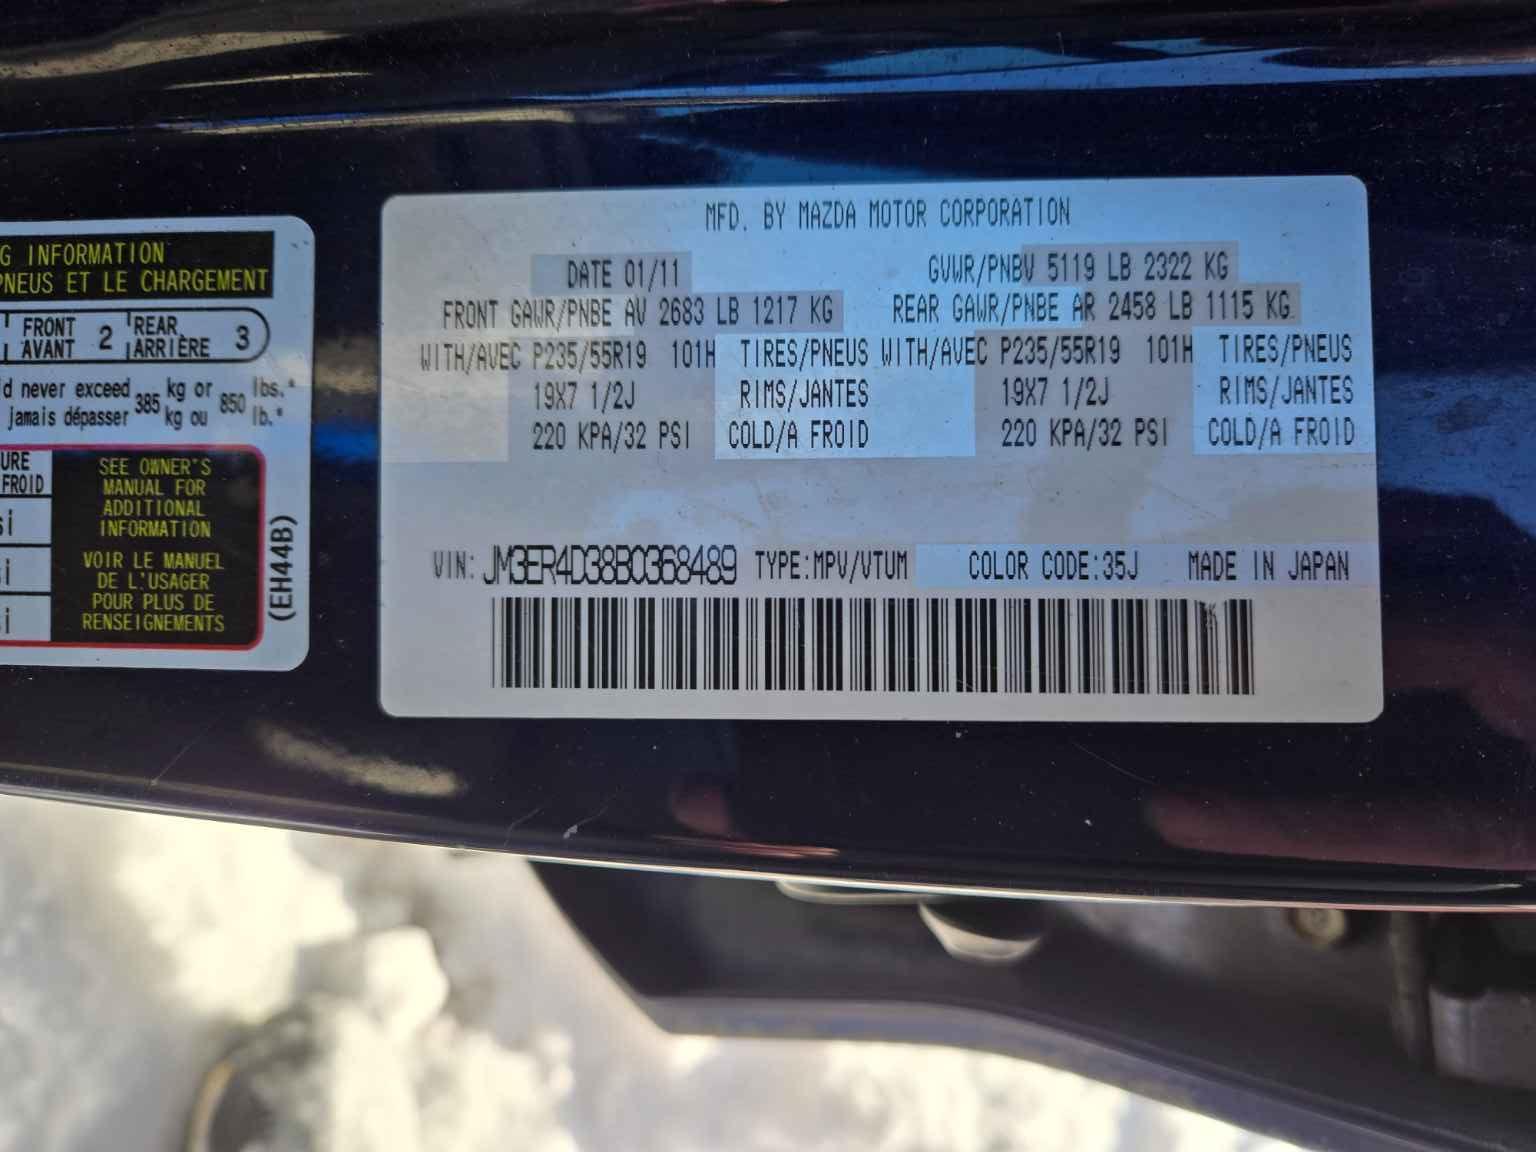 G INFORMATION
PNEUS ET LE CHARGEMENT
FRONT AVANT 2 REAR ARRIÈRE 3
d never exceed 385 kg or 850 lbs.*
jamais dépasser kg ou lb.*
URE
FROID
si
si
si
SEE OWNER'S
MANUAL FOR
ADDITIONAL
INFORMATION
VOIR LE MANUEL
DE L'USAGER
POUR PLUS DE
RENSEIGNEMENTS
(EH44B)
MFD. BY MAZDA MOTOR CORPORATION
DATE 01/11 GVWR/PNBV 5119 LB 2322 KG
FRONT GAWR/PNBE AV 2683 LB 1217 KG REAR GAWR/PNBE AR 2458 LB 1115 KG
WITH/AVEC P235/55R19 101H TIRES/PNEUS WITH/AVEC P235/55R19 101H TIRES/PNEUS
19X7 1/2J RIMS/JANTES 19X7 1/2J RIMS/JANTES
220 KPA/32 PSI COLD/A FROID 220 KPA/32 PSI COLD/A FROID
VIN: JM3ER4D38B0368489 TYPE:MPV/VTUM COLOR CODE:35J MADE IN JAPAN